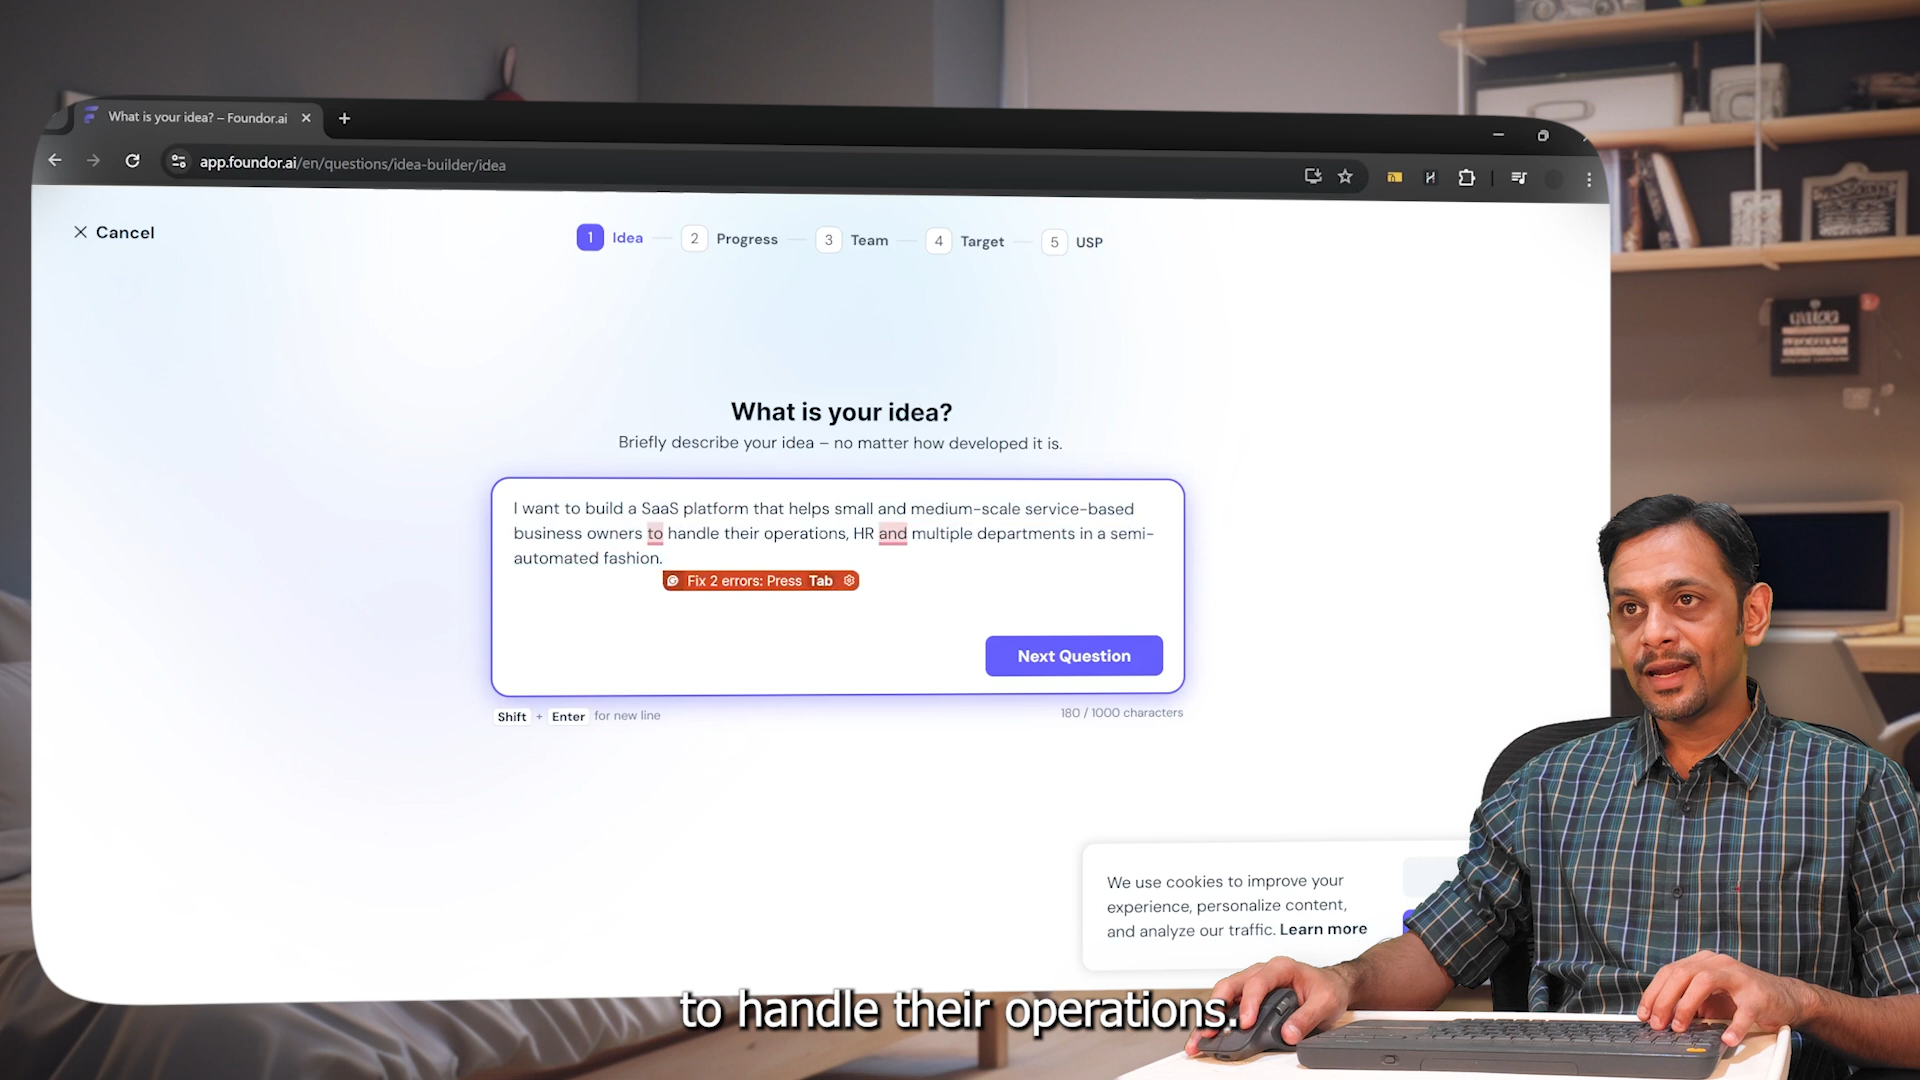 What is your idea? – Foundor.ai
app.foundor.ai/en/questions/idea-builder/idea
Cancel
1 Idea
2 Progress
3 Team
4 Target
5 USP
What is your idea?
Briefly describe your idea – no matter how developed it is.
I want to build a SaaS platform that helps small and medium-scale service-based
business owners to handle their operations, HR and multiple departments in a semi-
automated fashion.
Fix 2 errors: Press Tab
Next Question
Shift + Enter for new line
180 / 1000 characters
We use cookies to improve your
experience, personalize content,
and analyze our traffic. Learn more
to handle their operations.